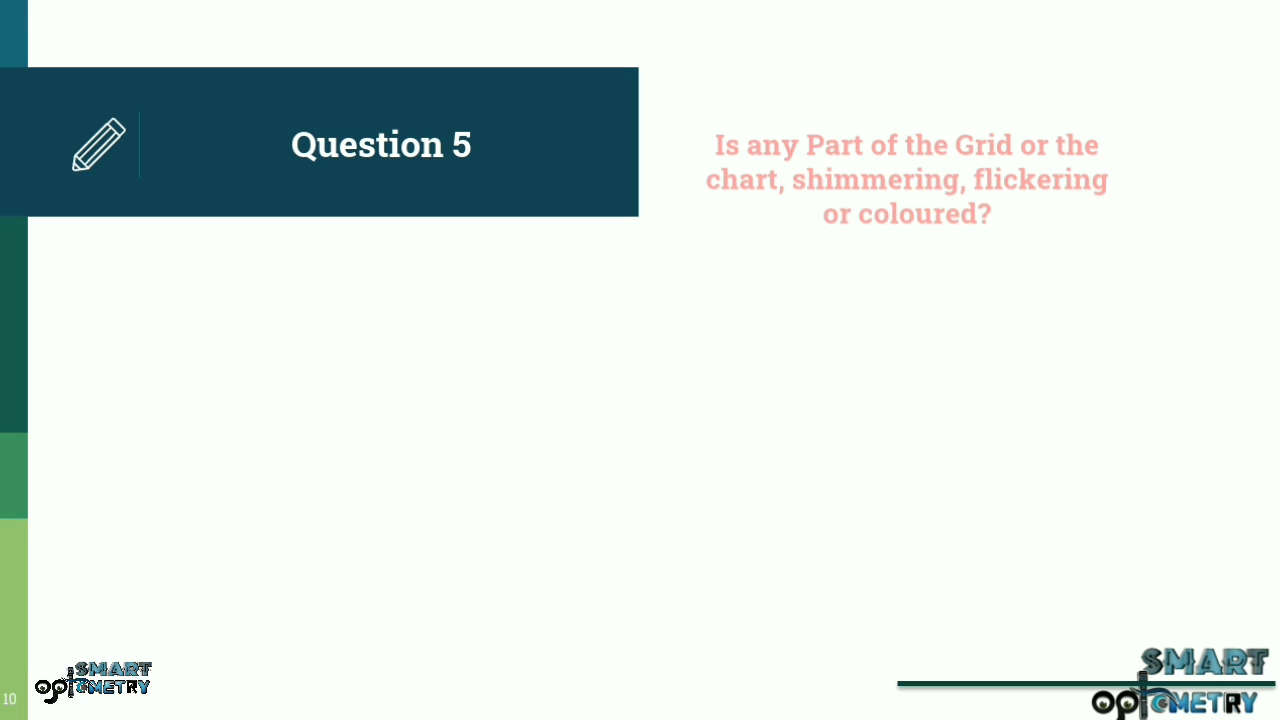 Question 5
Is any Part of the Grid or the
chart, shimmering, flickering
or coloured?
SMART
OPTOMETRY
10
SMART
OPTOMETRY